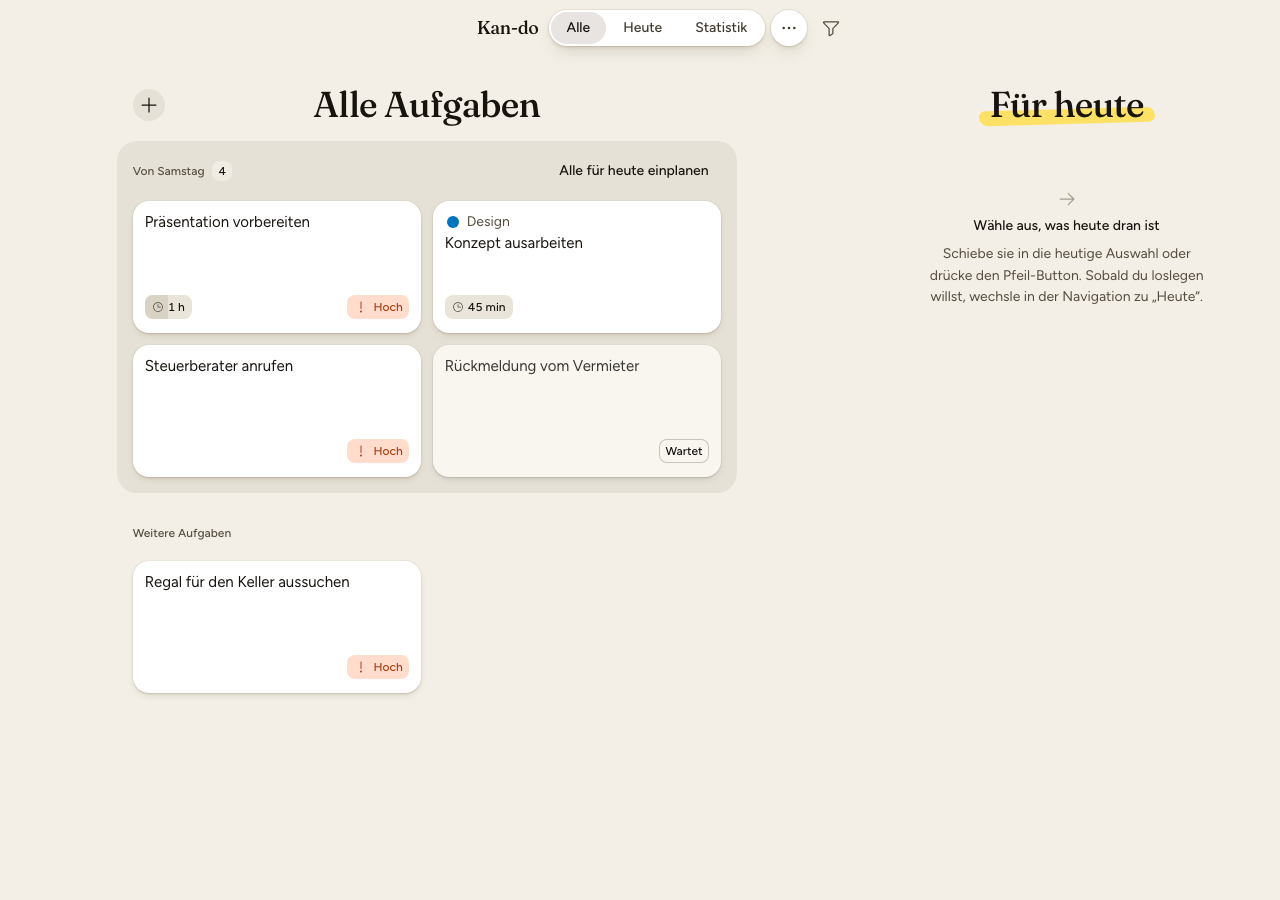 Kan-do
Alle
Heute
Statistik
Alle Aufgaben
Von Samstag 4
Alle für heute einplanen
Präsentation vorbereiten
1 h
! Hoch
Design
Konzept ausarbeiten
45 min
Steuerberater anrufen
! Hoch
Rückmeldung vom Vermieter
Wartet
Weitere Aufgaben
Regal für den Keller aussuchen
! Hoch
Für heute
Wähle aus, was heute dran ist
Schiebe sie in die heutige Auswahl oder
drücke den Pfeil-Button. Sobald du loslegen
willst, wechsle in der Navigation zu „Heute“.